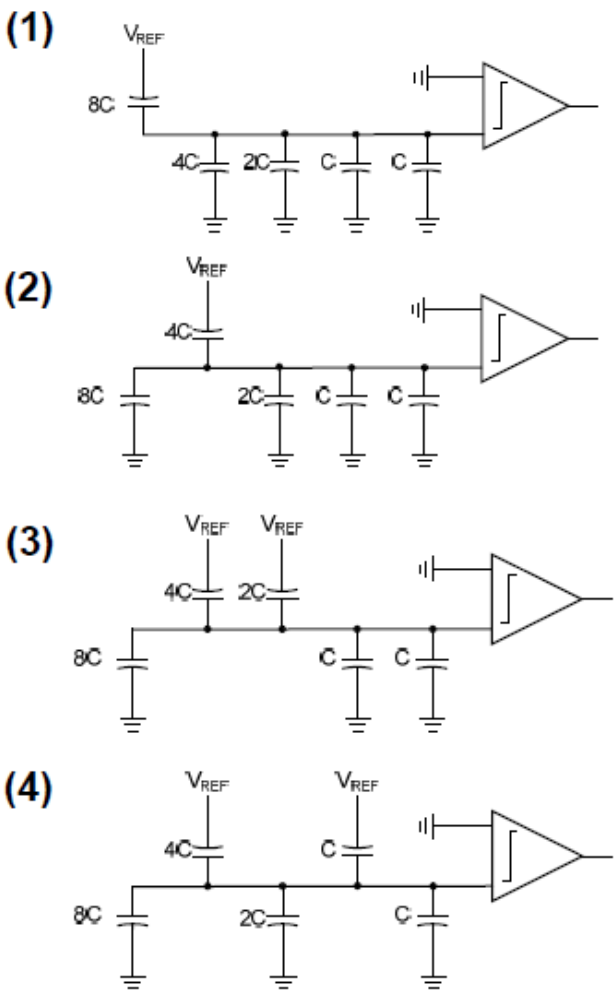 (1)
VREF
8C
4C 2C C C
(2)
VREF
4C
8C 2C C C
(3)
VREF VREF
4C 2C
8C C C
(4)
VREF VREF
4C C
8C 2C C